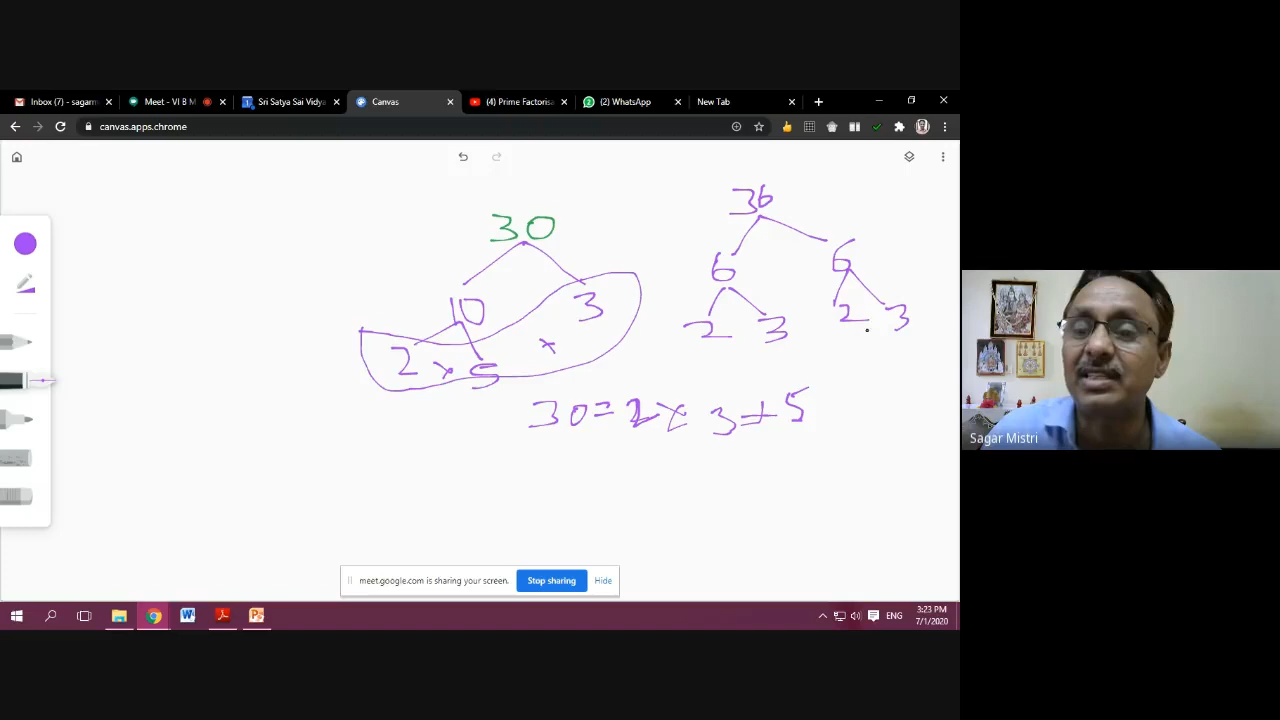 Inbox (7) - sagarm
Meet - VI B M
Sri Satya Sai Vidya
Canvas
(4) Prime Factorisa
(2) WhatsApp
New Tab
canvas.apps.chrome
30
10 3
2 × 5 ×
30 = 2 × 3 × 5
36
6 6
2 3 2 3
Sagar Mistri
meet.google.com is sharing your screen.
Stop sharing
Hide
ENG
3:23 PM
7/1/2020